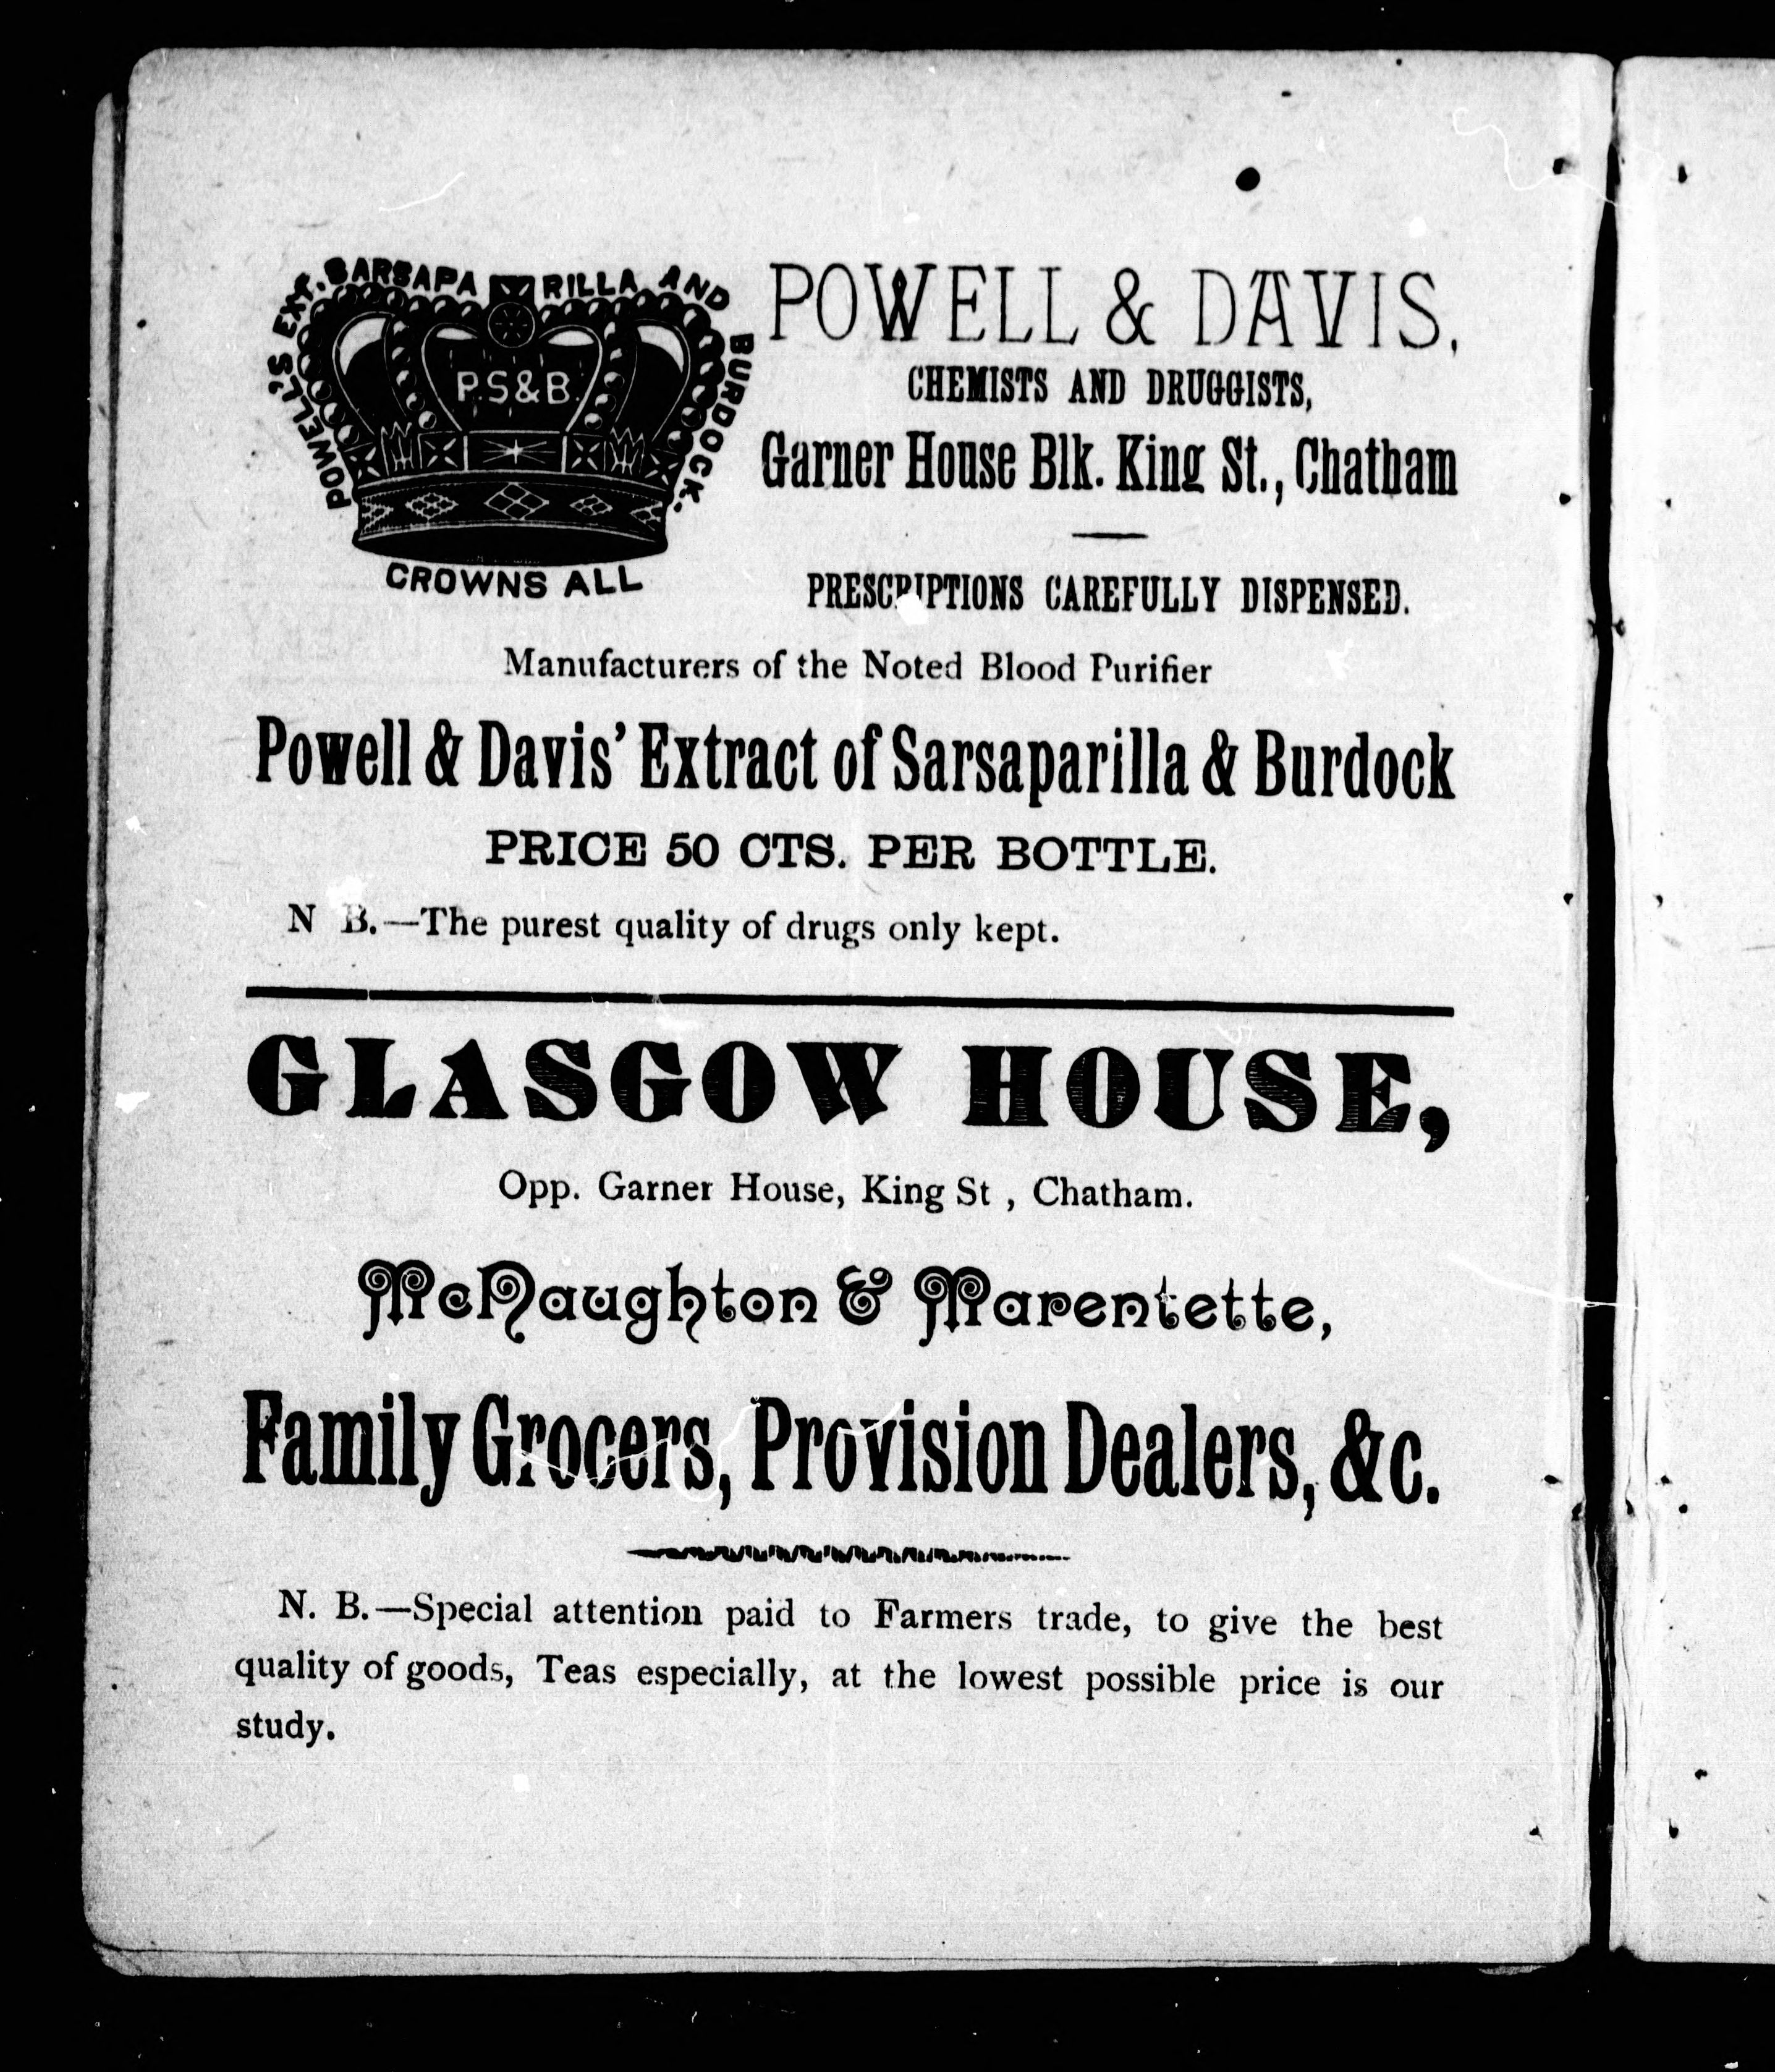 POWELL'S EXT. SARSAPARILLA AND BURDOCK.
P.S&B.
CROWNS ALL
POWELL & DAVIS,
CHEMISTS AND DRUGGISTS,
Garner House Blk. King St., Chatham
PRESCRIPTIONS CAREFULLY DISPENSED.
Manufacturers of the Noted Blood Purifier
Powell & Davis' Extract of Sarsaparilla & Burdock
PRICE 50 CTS. PER BOTTLE.
N B.—The purest quality of drugs only kept.
GLASGOW HOUSE,
Opp. Garner House, King St , Chatham.
McNaughton & Marentette,
Family Grocers, Provision Dealers, &c.
N. B.—Special attention paid to Farmers trade, to give the best
quality of goods, Teas especially, at the lowest possible price is our
study.